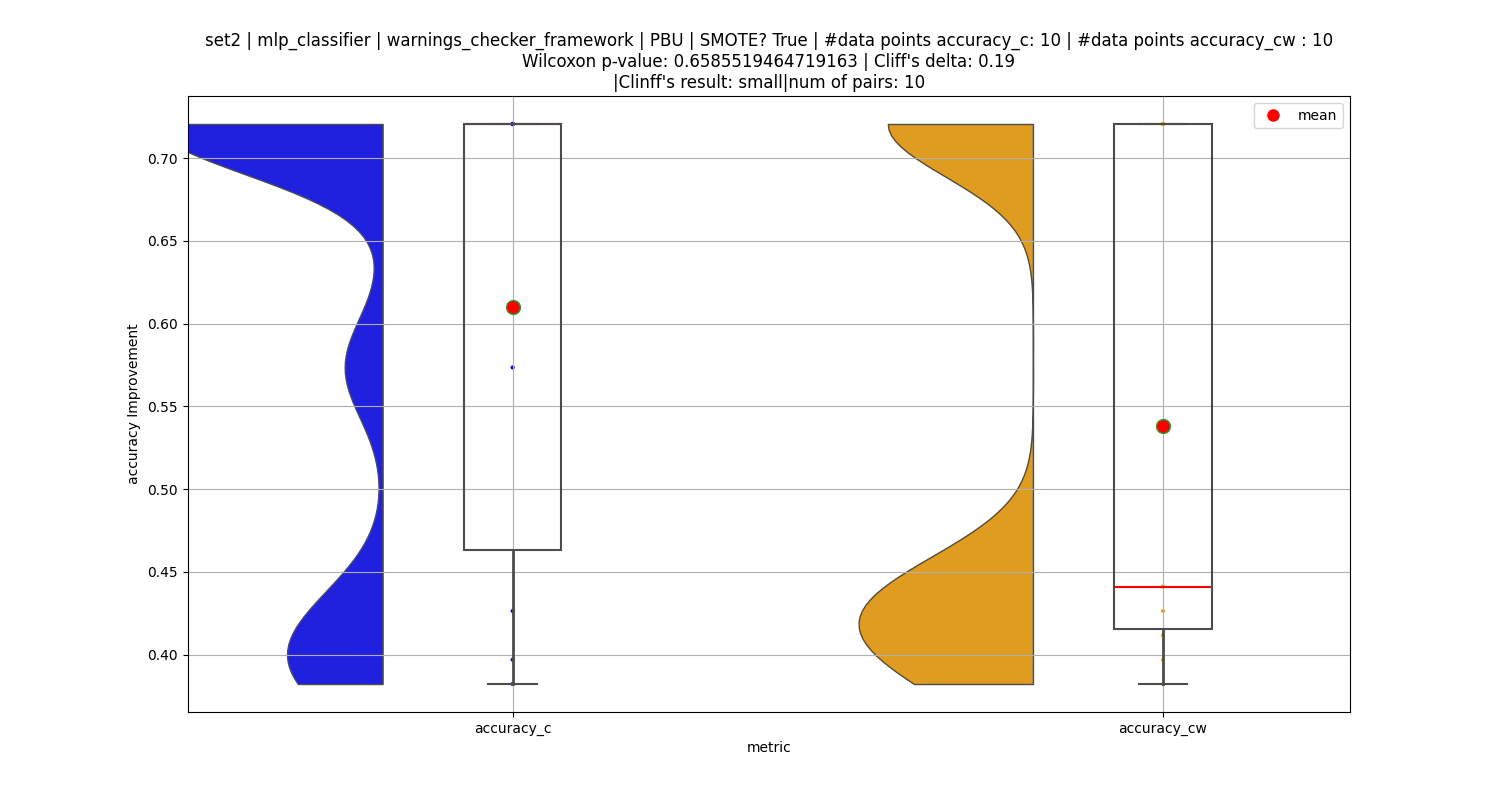 set2 | mlp_classifier | warnings_checker_framework | PBU | SMOTE? True | #data points accuracy_c: 10 | #data points accuracy_cw : 10
Wilcoxon p-value: 0.6585519464719163 | Cliff's delta: 0.19
|Clinff's result: small|num of pairs: 10
mean
0.70
0.65
0.60
0.55
0.50
0.45
0.40
accuracy Improvement
accuracy_c
accuracy_cw
metric